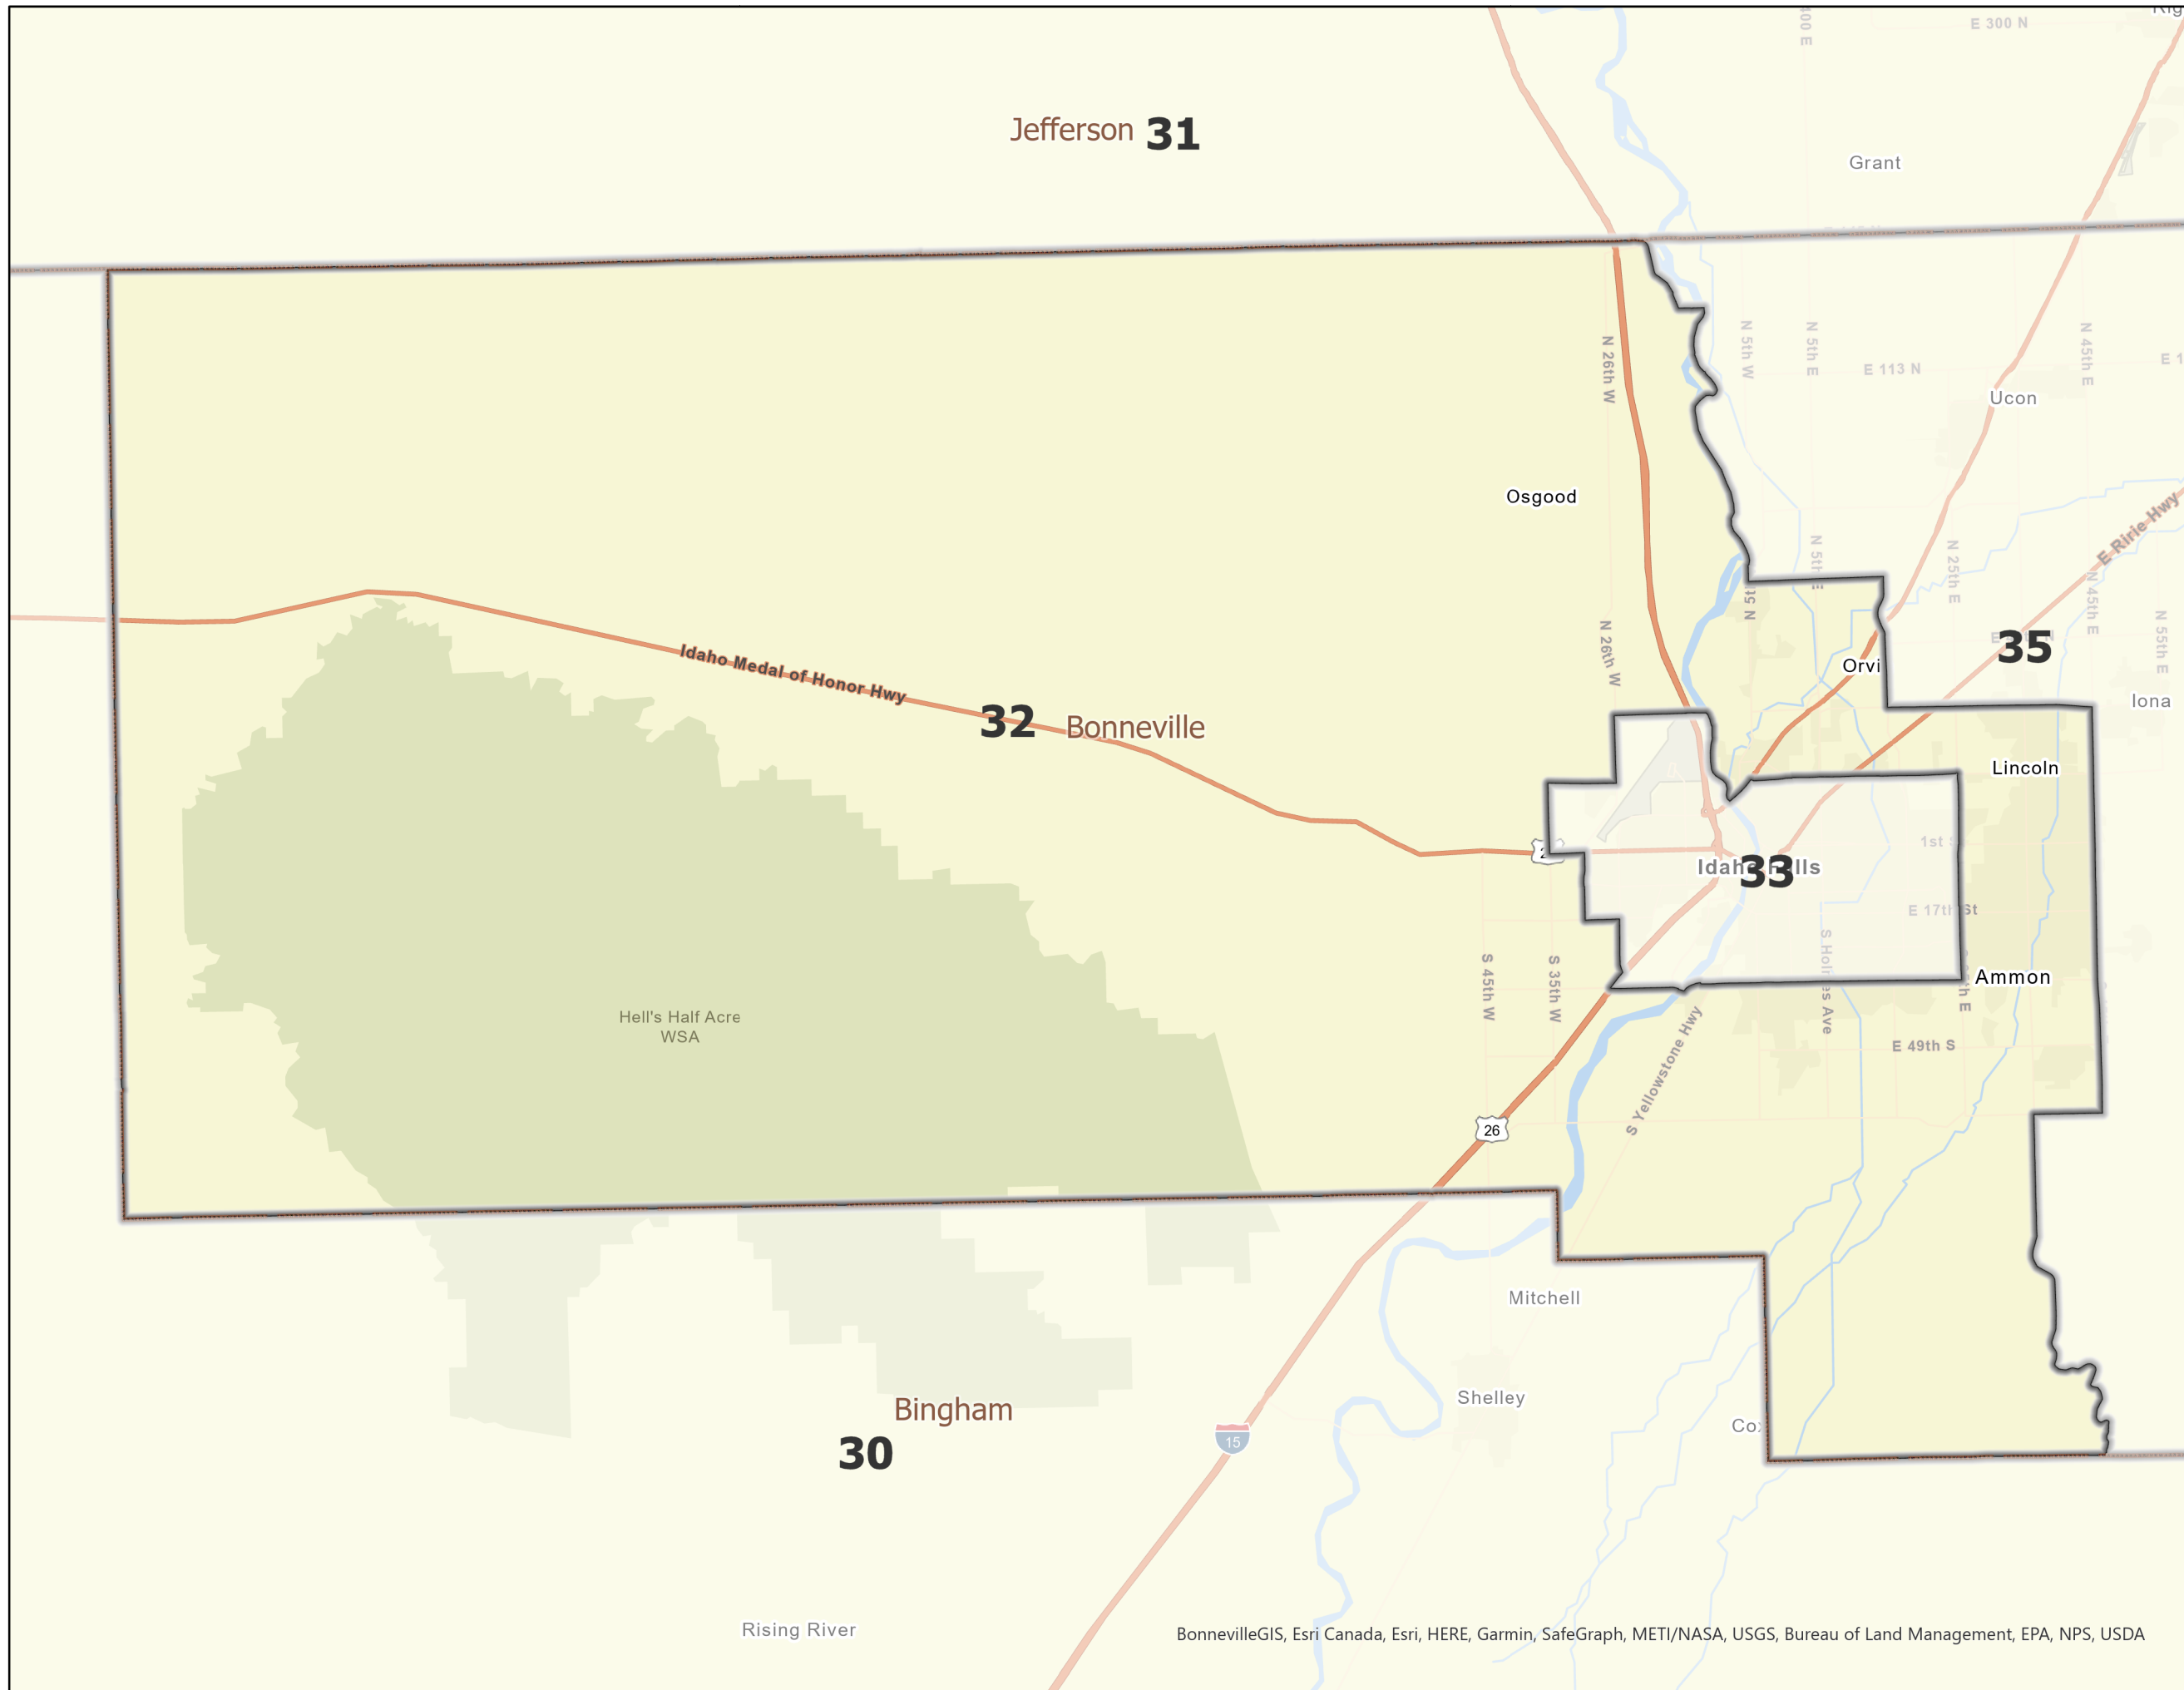 E 300 N
Jefferson 31
Grant
N 26th W
N 5th W
N 5th E
E 113 N
N 45th E
Ucon
Osgood
E Ririe Hwy
N 25th E
N 45th E
N 55th E
N 26th W
35
Orvi
Iona
Idaho Medal of Honor Hwy
32 Bonneville
Lincoln
1st S
33
E 17th St
S 45th W
S 35th W
Ammon
Hell's Half Acre
WSA
E 49th S
S Yellowstone Hwy
26
Mitchell
Shelley
Bingham
30
15
Rising River
BonnevilleGIS, Esri Canada, Esri, HERE, Garmin, SafeGraph, METI/NASA, USGS, Bureau of Land Management, EPA, NPS, USDA